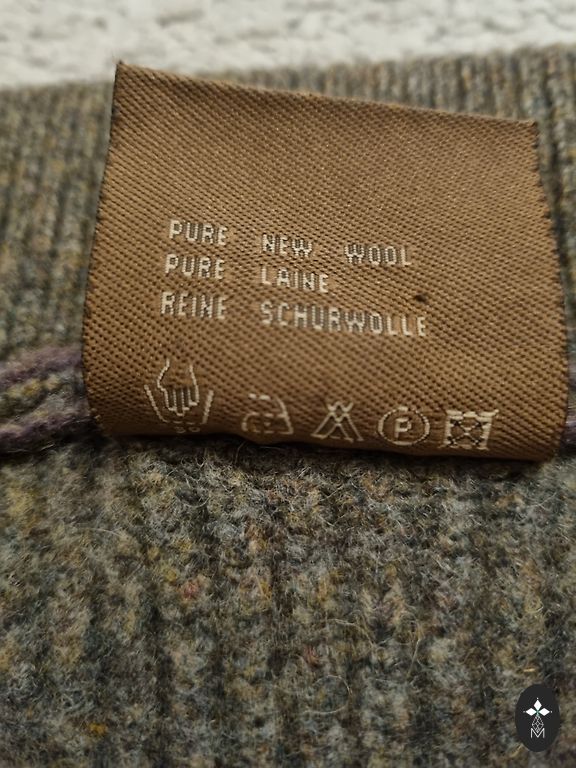 PURE NEW WOOL
PURE LAINE
REINE SCHURWOLLE
P
M